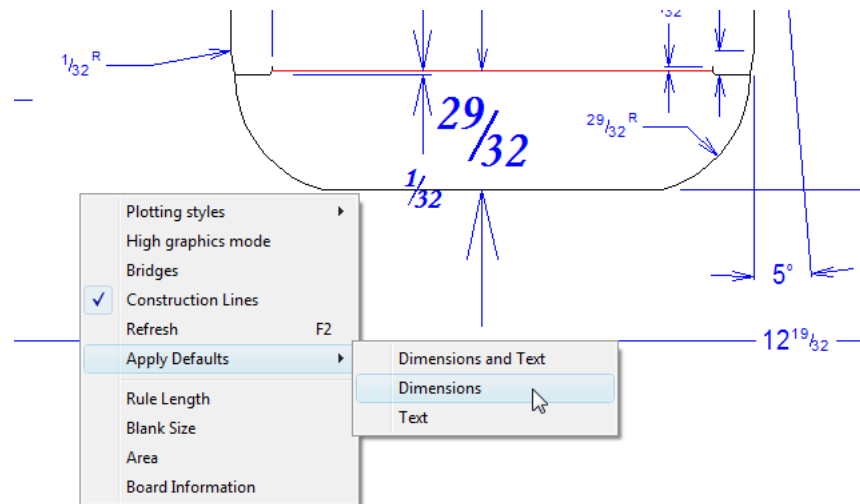 /32
1/32 R
29/32
29/32 R
1/32
5°
12 19/32
Plotting styles
High graphics mode
Bridges
Construction Lines
Refresh F2
Apply Defaults
Rule Length
Blank Size
Area
Board Information
Dimensions and Text
Dimensions
Text